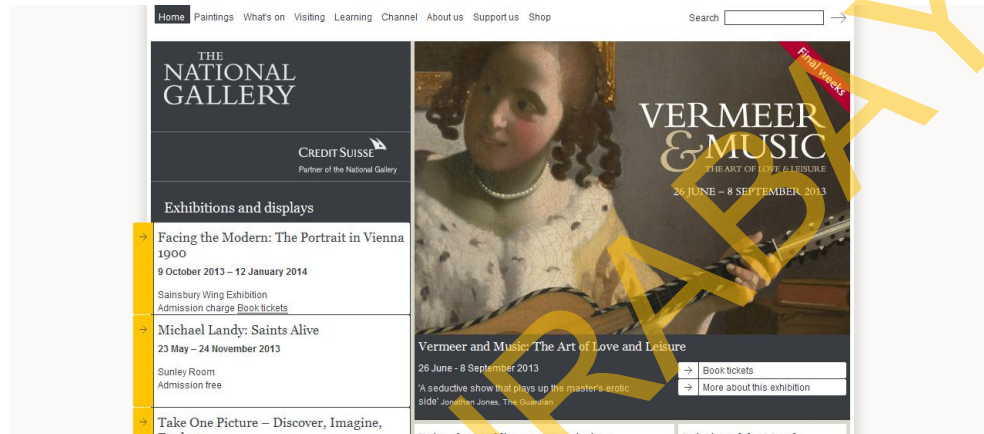 Home Paintings What's on Visiting Learning Channel About us Support us Shop
Search
THE
NATIONAL
GALLERY
CREDIT SUISSE
Partner of the National Gallery
Exhibitions and displays
Facing the Modern: The Portrait in Vienna
1900
9 October 2013 – 12 January 2014
Sainsbury Wing Exhibition
Admission charge Book tickets
Michael Landy: Saints Alive
23 May – 24 November 2013
Sunley Room
Admission free
Take One Picture – Discover, Imagine,
Final weeks
VERMEER
& MUSIC
THE ART OF LOVE & LEISURE
26 JUNE – 8 SEPTEMBER 2013
Vermeer and Music: The Art of Love and Leisure
26 June - 8 September 2013
'A seductive show that plays up the master's erotic
side' Jonathan Jones, The Guardian
Book tickets
More about this exhibition